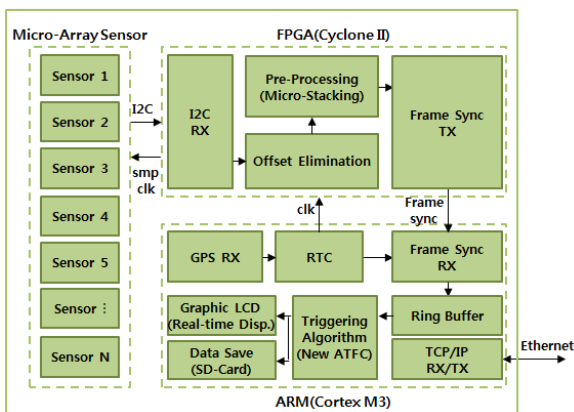 Micro-Array Sensor
FPGA(Cyclone II)
Sensor 1
Sensor 2
Sensor 3
Sensor 4
Sensor 5
Sensor ⋮
Sensor N
I2C
smp
clk
I2C
RX
Pre-Processing
(Micro-Stacking)
Offset Elimination
Frame Sync
TX
clk
Frame
sync
GPS RX
RTC
Frame Sync
RX
Graphic LCD
(Real-time Disp.)
Data Save
(SD-Card)
Triggering
Algorithm
(New ATFC)
Ring Buffer
TCP/IP
RX/TX
Ethernet
ARM(Cortex M3)